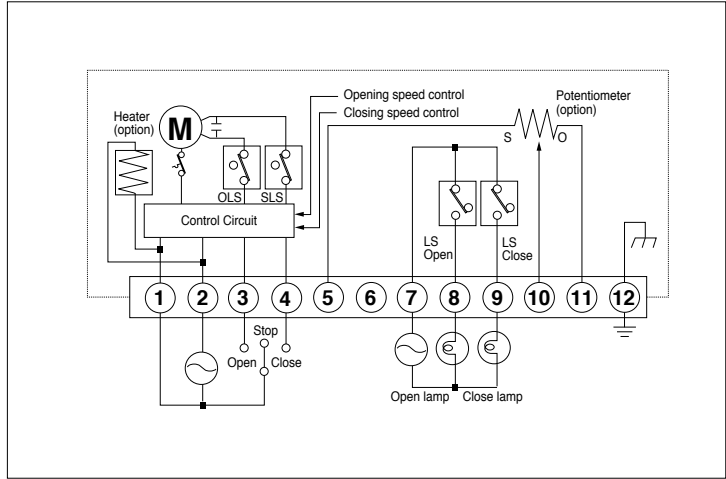 Opening speed control
Closing speed control
Heater
(option)
M
Potentiometer
(option)
S
O
OLS
SLS
Control Circuit
LS
Open
LS
Close
1 2 3 4 5 6 7 8 9 10 11 12
Stop
Open
Close
Open lamp
Close lamp